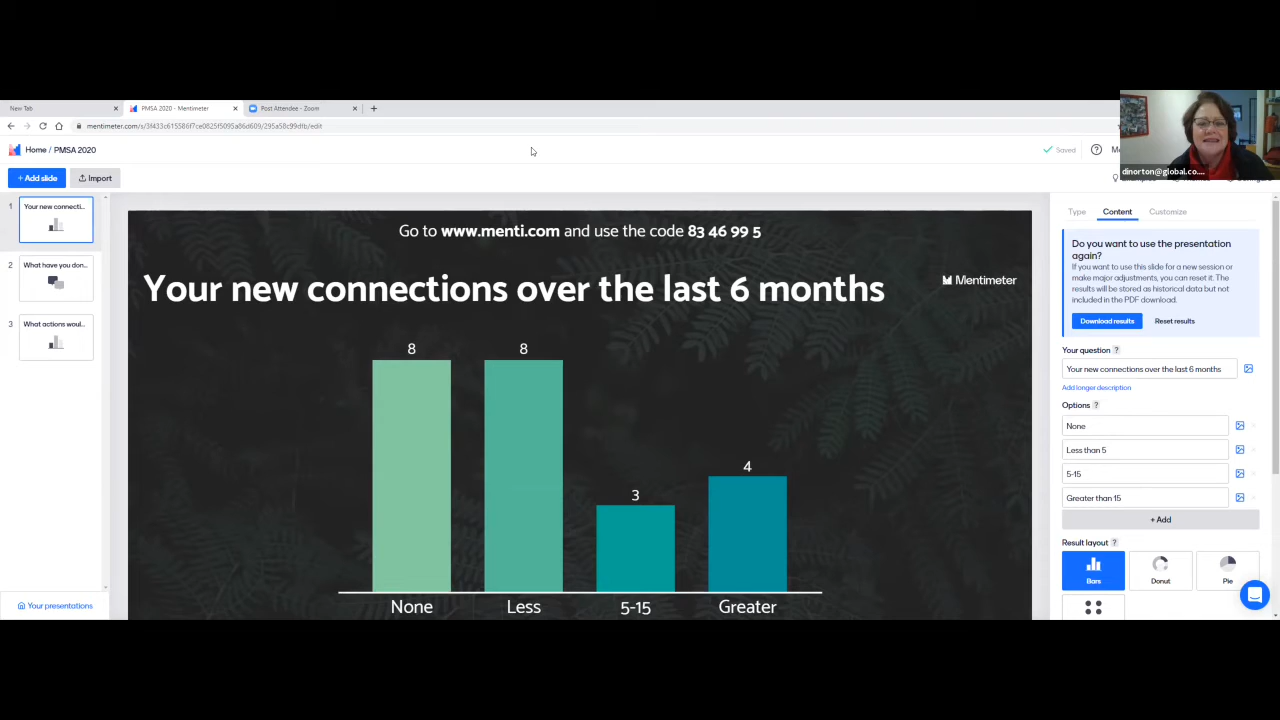 New Tab
PMSA 2020 - Mentimeter
Post Attendee - Zoom
mentimeter.com/s/3f433c615586f7ce0825f5095a86d609/295a58c99dfb/edit
Home / PMSA 2020
Saved
dinorton@global.co....
+ Add slide
Import
1
Your new connecti...
2
What have you don...
3
What actions woul...
Your presentations
Go to www.menti.com and use the code 83 46 99 5
Your new connections over the last 6 months
Mentimeter
8
8
3
4
None
Less
5-15
Greater
Type
Content
Customize
Do you want to use the presentation
again?
If you want to use this slide for a new session or
make major adjustments, you can reset it. The
results will be stored as historical data but not
included in the PDF download.
Download results
Reset results
Your question ?
Your new connections over the last 6 months
Add longer description
Options ?
None
Less than 5
5-15
Greater than 15
+ Add
Result layout ?
Bars
Donut
Pie